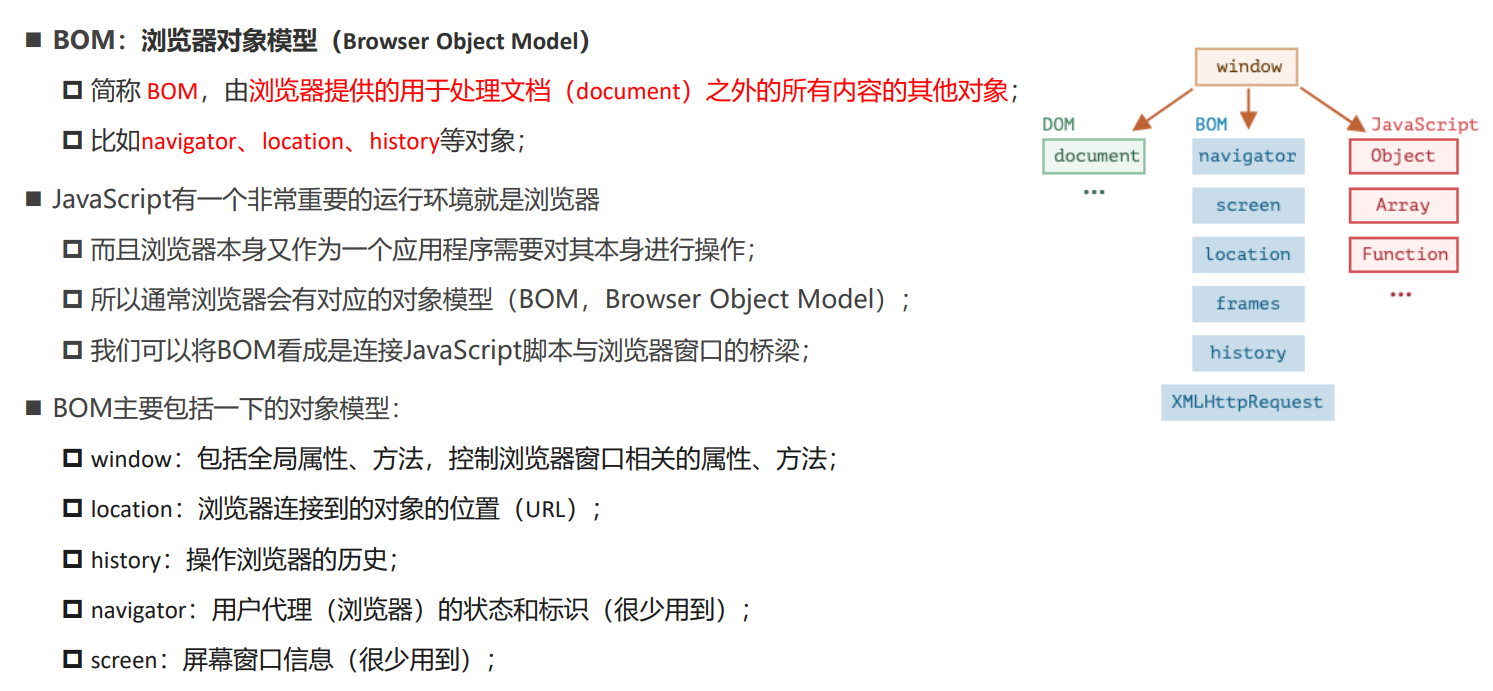 BOM：浏览器对象模型（Browser Object Model）
简称 BOM，由浏览器提供的用于处理文档（document）之外的所有内容的其他对象；
比如navigator、location、history等对象；
JavaScript有一个非常重要的运行环境就是浏览器
而且浏览器本身又作为一个应用程序需要对其本身进行操作；
所以通常浏览器会有对应的对象模型（BOM，Browser Object Model）；
我们可以将BOM看成是连接JavaScript脚本与浏览器窗口的桥梁；
BOM主要包括一下的对象模型：
window：包括全局属性、方法，控制浏览器窗口相关的属性、方法；
location：浏览器连接到的对象的位置（URL）；
history：操作浏览器的历史；
navigator：用户代理（浏览器）的状态和标识（很少用到）；
screen：屏幕窗口信息（很少用到）；
window
DOM
document
...
BOM
navigator
screen
location
frames
history
XMLHttpRequest
JavaScript
Object
Array
Function
...